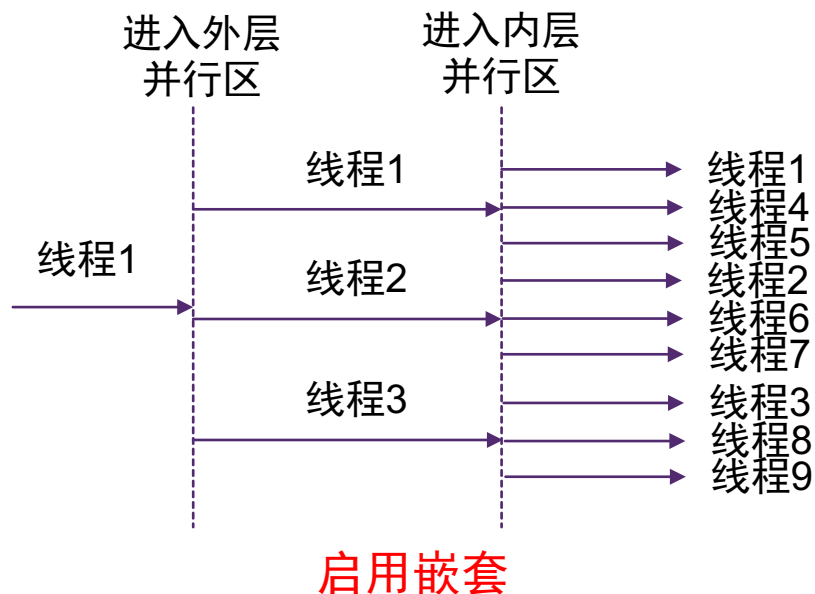 进入外层
并行区
进入内层
并行区
线程1
线程1
线程2
线程3
线程1
线程4
线程5
线程2
线程6
线程7
线程3
线程8
线程9
启用嵌套